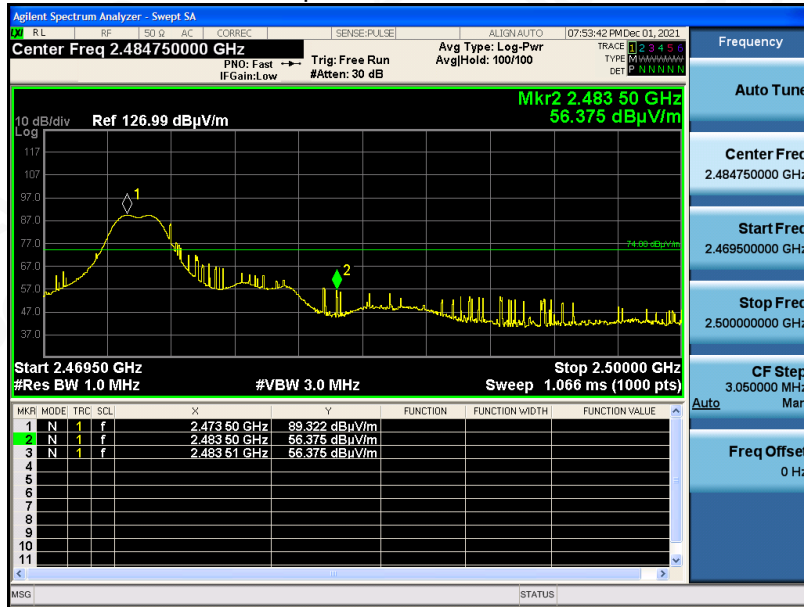 Agilent Spectrum Analyzer - Swept SA
LXI RL RF 50 Ω AC CORREC SENSE:PULSE ALIGN AUTO 07:53:42 PM Dec 01, 2021
Center Freq 2.484750000 GHz
PNO: Fast
IFGain:Low
Trig: Free Run
#Atten: 30 dB
Avg Type: Log-Pwr
Avg|Hold: 100/100
TRACE 1 2 3 4 5 6
TYPE M WWWWW
DET P N N N N N
Mkr2 2.483 50 GHz
56.375 dBµV/m
10 dB/div Ref 126.99 dBµV/m
Log
117
107
97.0
87.0
77.0
67.0
57.0
47.0
37.0
1
2
74.00 dBµV/m
Start 2.46950 GHz Stop 2.50000 GHz
#Res BW 1.0 MHz #VBW 3.0 MHz Sweep 1.066 ms (1000 pts)
MKR MODE TRC SCL X Y FUNCTION FUNCTION WIDTH FUNCTION VALUE
1 N 1 f 2.473 50 GHz 89.322 dBµV/m
2 N 1 f 2.483 50 GHz 56.375 dBµV/m
3 N 1 f 2.483 51 GHz 56.375 dBµV/m
4
5
6
7
8
9
10
11
MSG STATUS
Frequency
Auto Tune
Center Freq
2.484750000 GHz
Start Freq
2.469500000 GHz
Stop Freq
2.500000000 GHz
CF Step
3.050000 MHz
Auto Man
Freq Offset
0 Hz